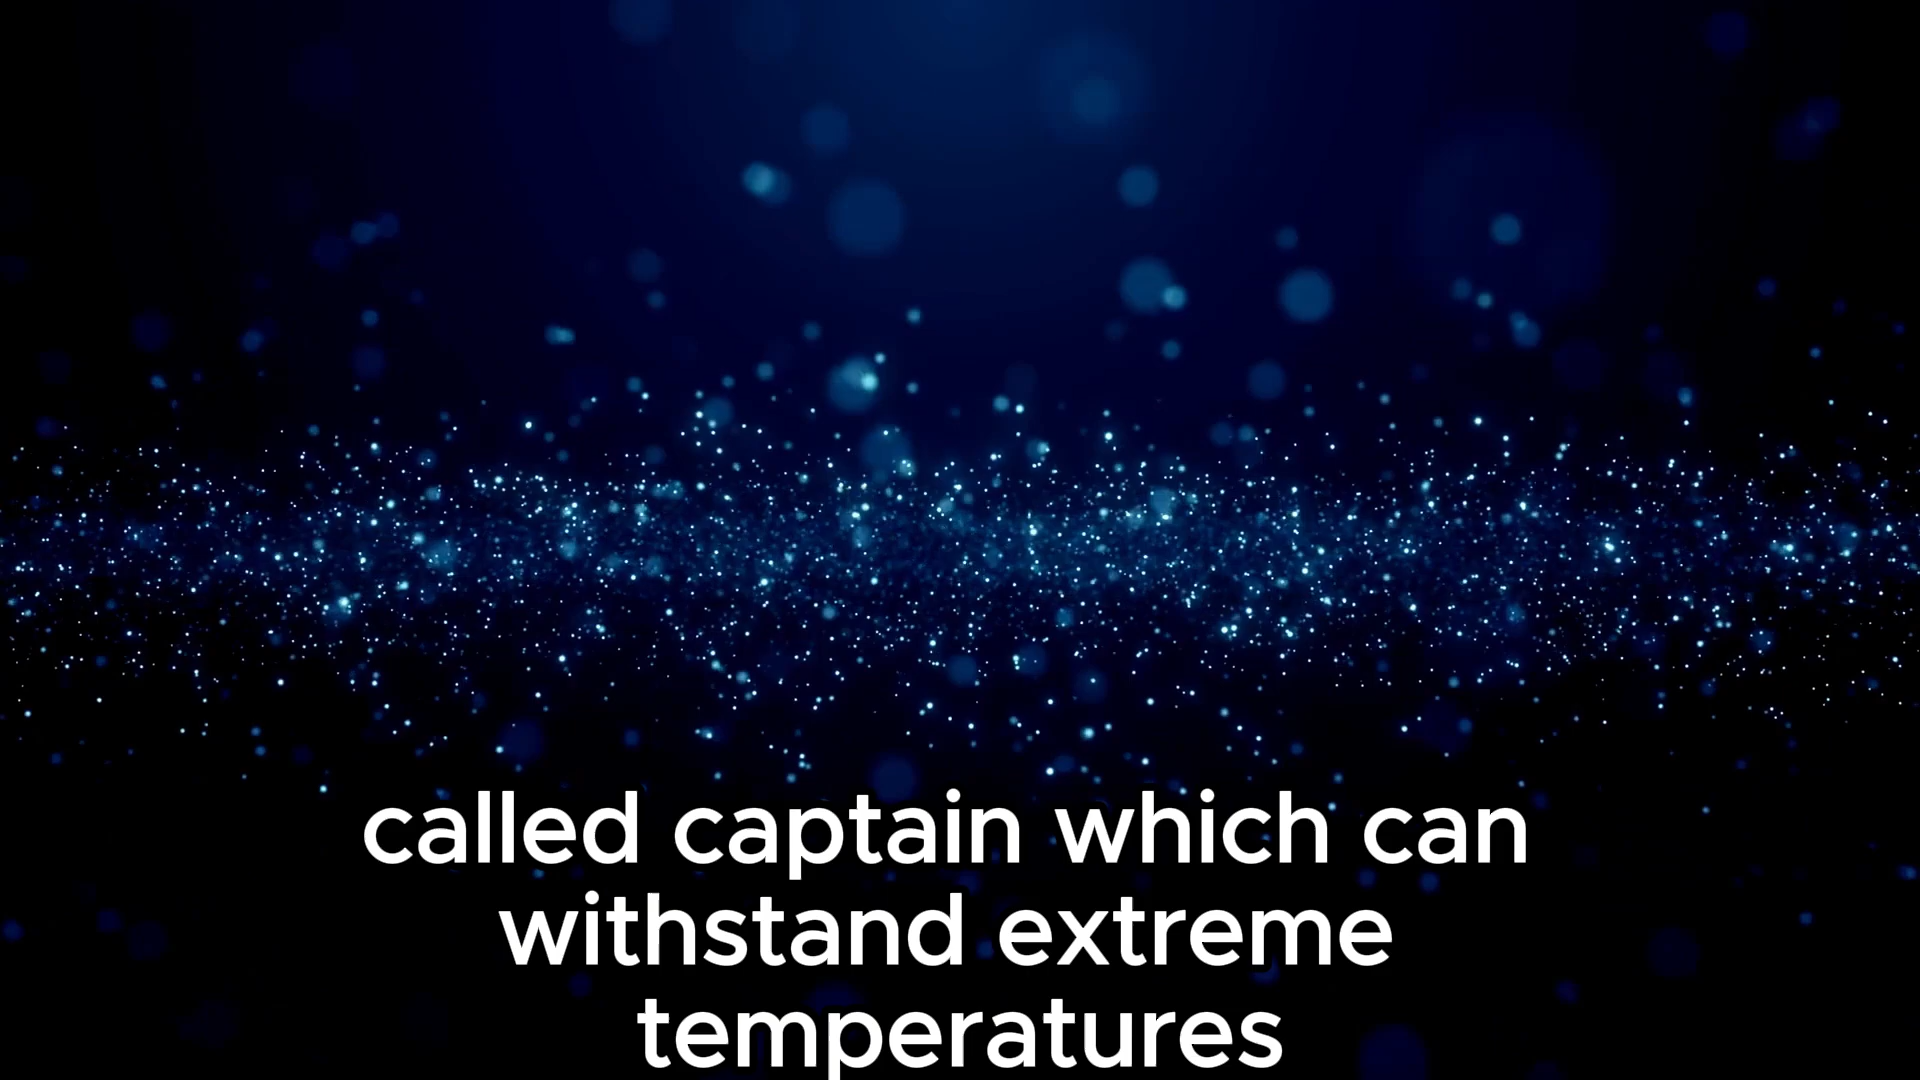 called captain which can
withstand extreme
temperatures